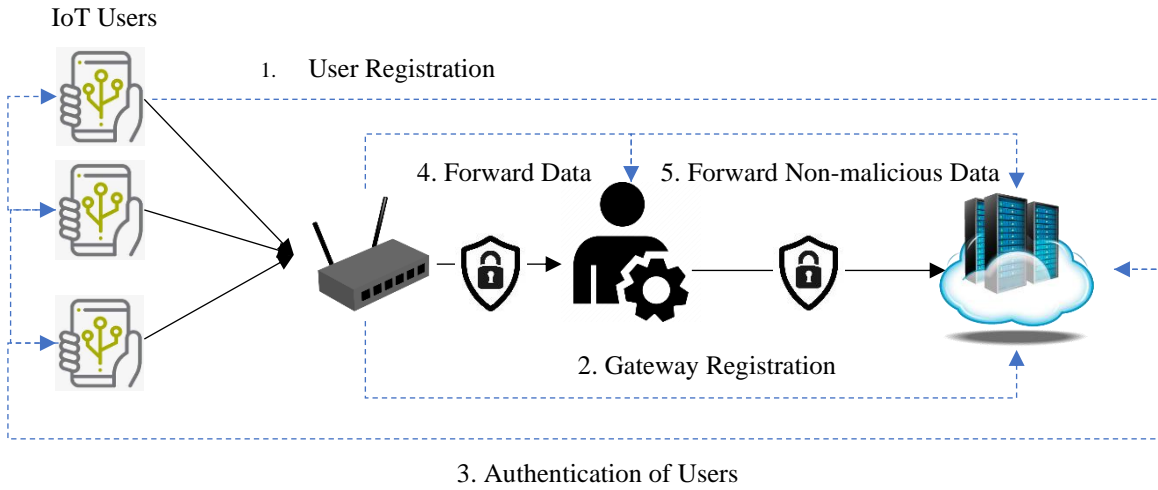 IoT Users
1. User Registration
4. Forward Data
5. Forward Non-malicious Data
2. Gateway Registration
3. Authentication of Users